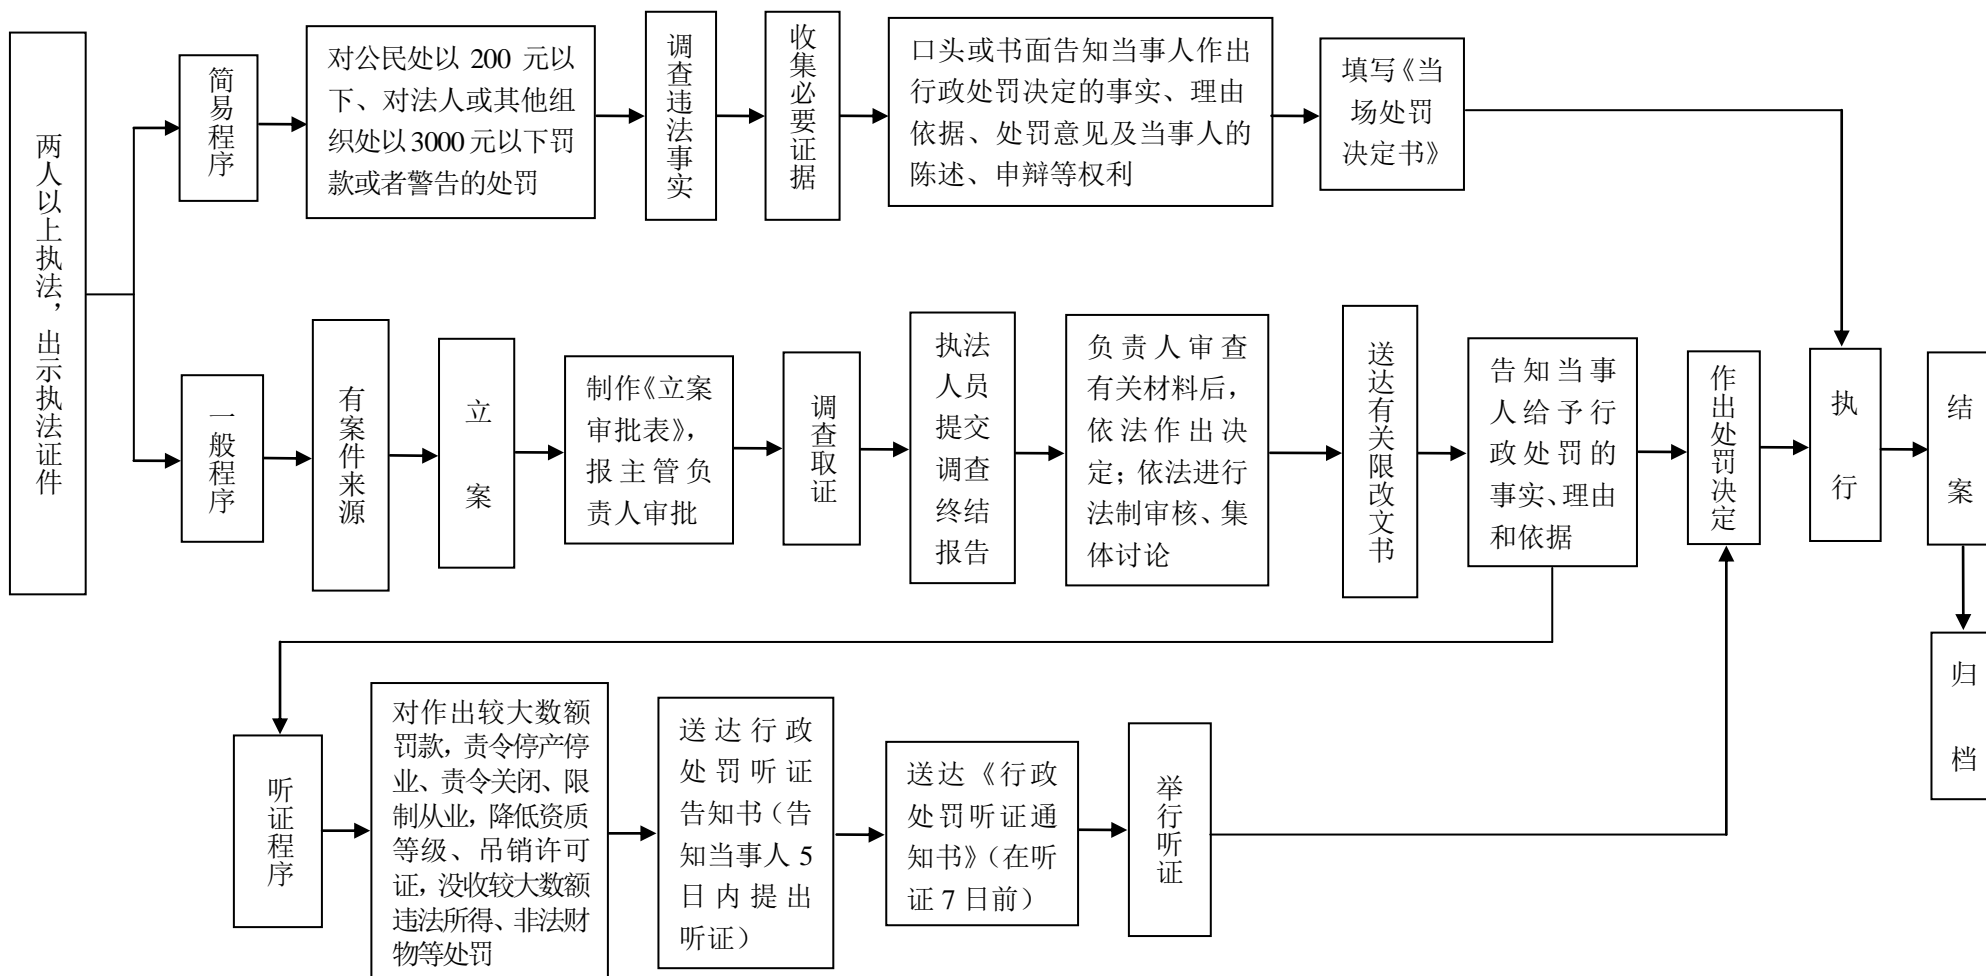 两人以上执法，出示执法证件
简易程序
对公民处以 200 元以
下、对法人或其他组
织处以3000 元以下罚
款或者警告的处罚
调查违法事实
收集必要证据
口头或书面告知当事人作出
行政处罚决定的事实、理由
依据、处罚意见及当事人的
陈述、申辩等权利
填写《当
场处罚
决定书》
一般程序
有案件来源
立案
制作《立案
审批表》，
报主管负
责人审批
调查取证
执法
人员
提交
调查
终结
报告
负责人审查
有关材料后，
依法作出决
定；依法进行
法制审核、集
体讨论
送达有关限改文书
告知当事
人给予行
政处罚的
事实、理由
和依据
作出处罚决定
执行
结案
归档
听证程序
对作出较大数额
罚款，责令停产停
业、责令关闭、限
制从业，降低资质
等级、吊销许可
证，没收较大数额
违法所得、非法财
物等处罚
送达行政
处罚听证
告知书（告
知当事人 5
日内提出
听证）
送达《行政
处罚听证通
知书》（在听
证 7 日前）
举行听证